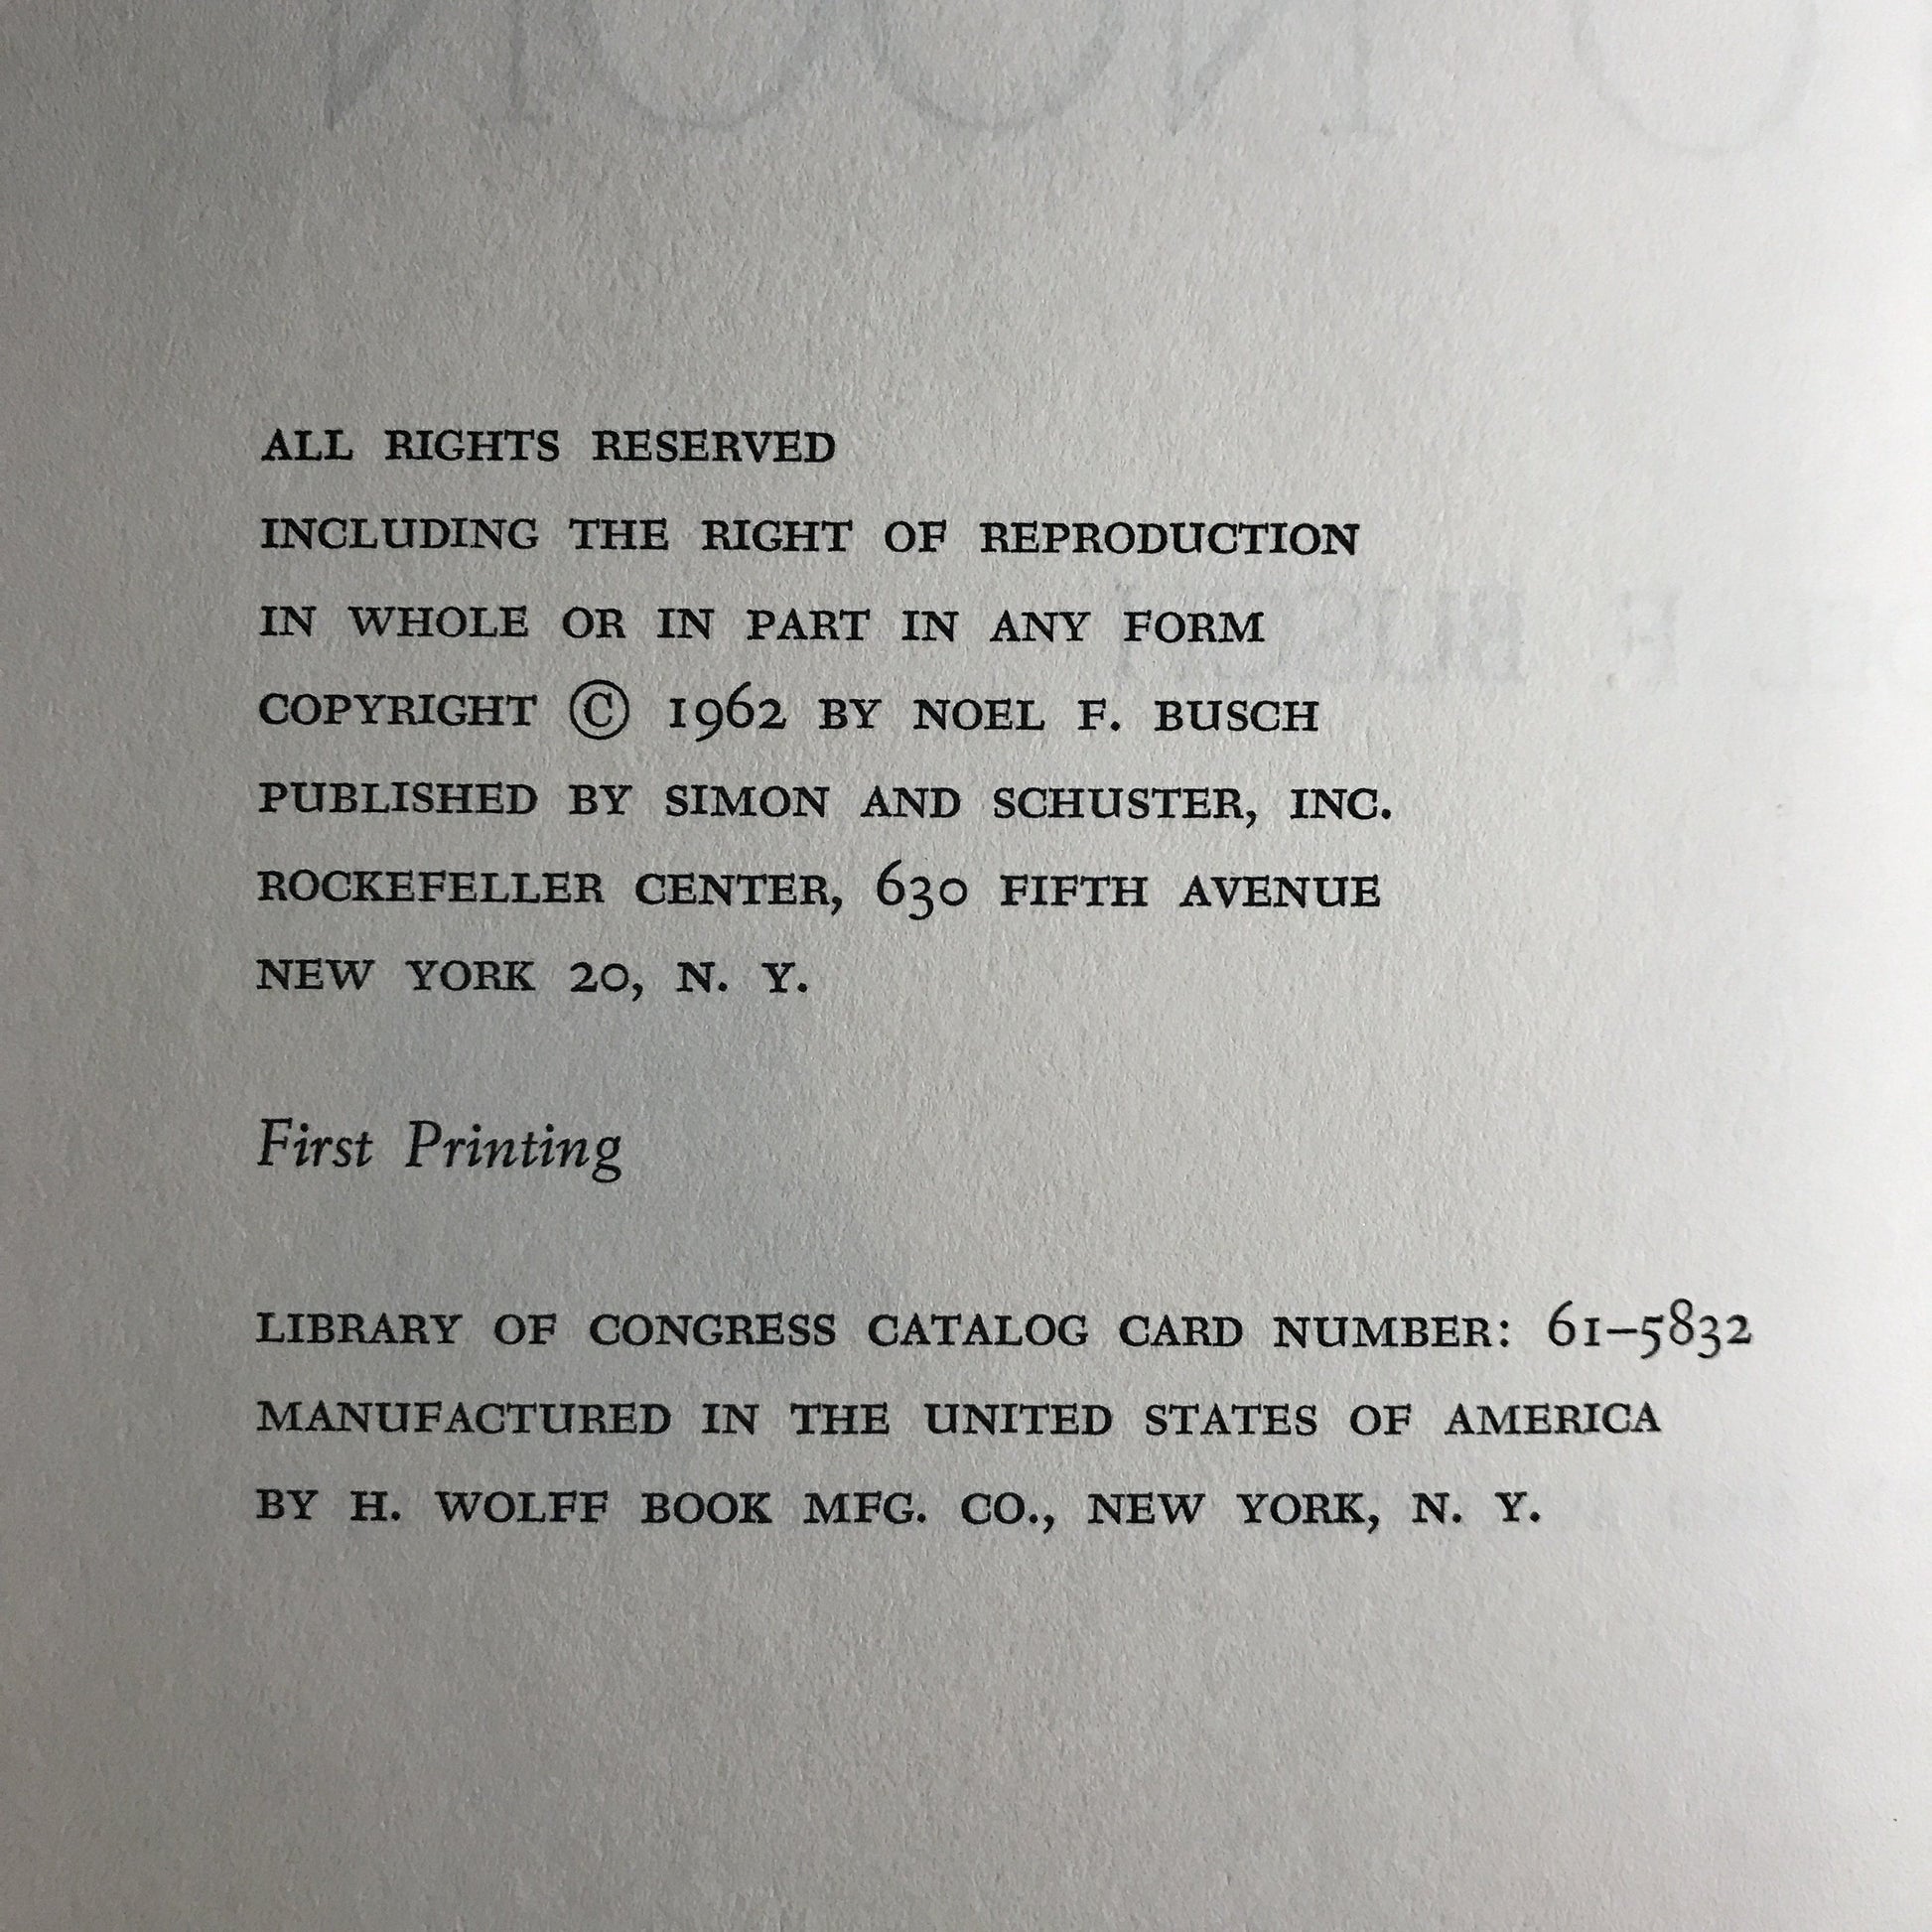 ALL RIGHTS RESERVED
INCLUDING THE RIGHT OF REPRODUCTION
IN WHOLE OR IN PART IN ANY FORM
COPYRIGHT © 1962 BY NOEL F. BUSCH
PUBLISHED BY SIMON AND SCHUSTER, INC.
ROCKEFELLER CENTER, 630 FIFTH AVENUE
NEW YORK 20, N. Y.
First Printing
LIBRARY OF CONGRESS CATALOG CARD NUMBER: 61–5832
MANUFACTURED IN THE UNITED STATES OF AMERICA
BY H. WOLFF BOOK MFG. CO., NEW YORK, N. Y.